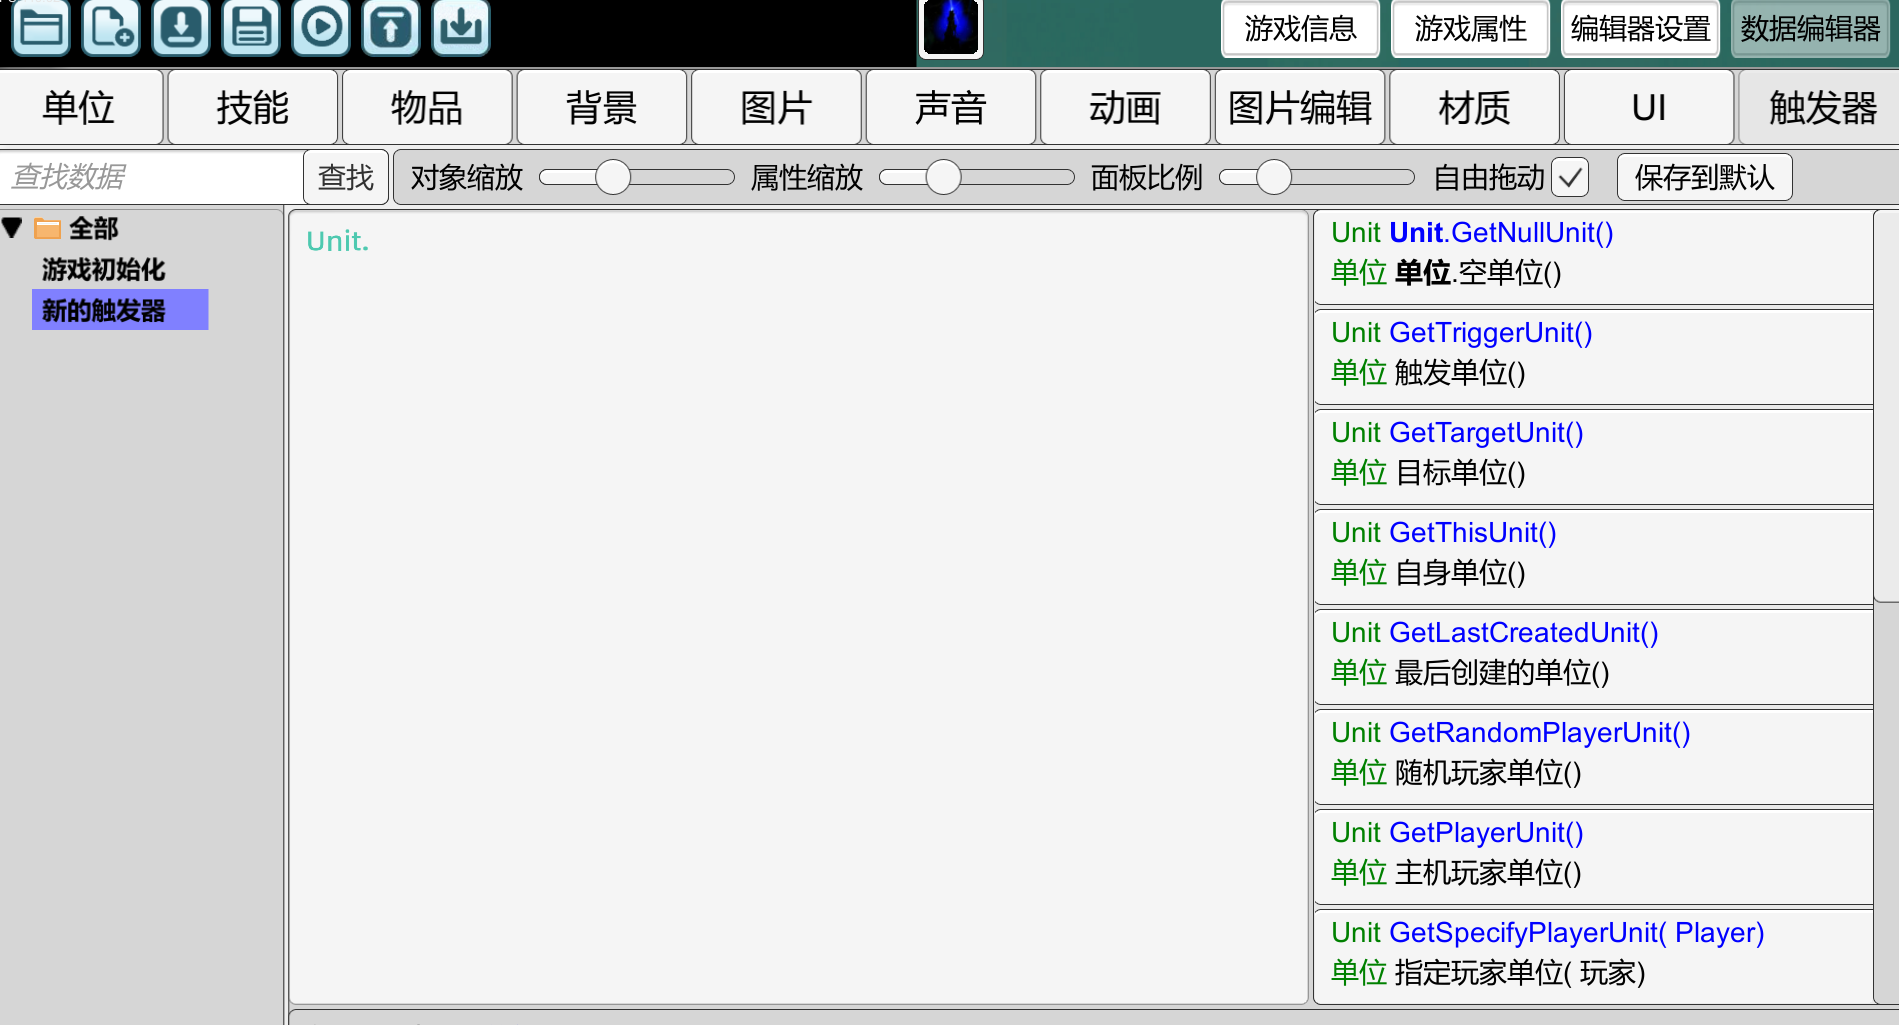 游戏信息
游戏属性
编辑器设置
数据编辑器
单位
技能
物品
背景
图片
声音
动画
图片编辑
材质
UI
触发器
查找数据
查找
对象缩放
属性缩放
面板比例
自由拖动
保存到默认
全部
游戏初始化
新的触发器
Unit.
Unit Unit.GetNullUnit()
单位 单位.空单位()
Unit GetTriggerUnit()
单位 触发单位()
Unit GetTargetUnit()
单位 目标单位()
Unit GetThisUnit()
单位 自身单位()
Unit GetLastCreatedUnit()
单位 最后创建的单位()
Unit GetRandomPlayerUnit()
单位 随机玩家单位()
Unit GetPlayerUnit()
单位 主机玩家单位()
Unit GetSpecifyPlayerUnit( Player)
单位 指定玩家单位( 玩家)